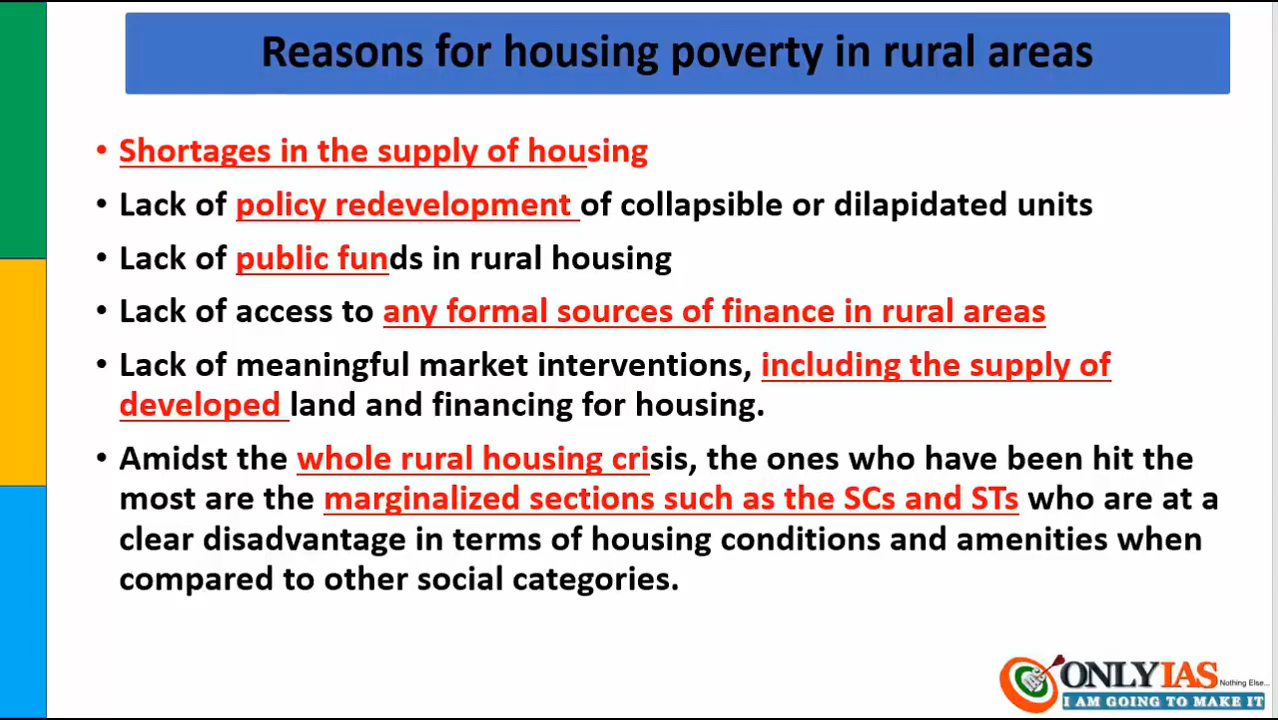 Reasons for housing poverty in rural areas
• Shortages in the supply of housing
• Lack of policy redevelopment of collapsible or dilapidated units
• Lack of public funds in rural housing
• Lack of access to any formal sources of finance in rural areas
• Lack of meaningful market interventions, including the supply of
developed land and financing for housing.
• Amidst the whole rural housing crisis, the ones who have been hit the
most are the marginalized sections such as the SCs and STs who are at a
clear disadvantage in terms of housing conditions and amenities when
compared to other social categories.
ONLYIAS Nothing Else...
I AM GOING TO MAKE IT